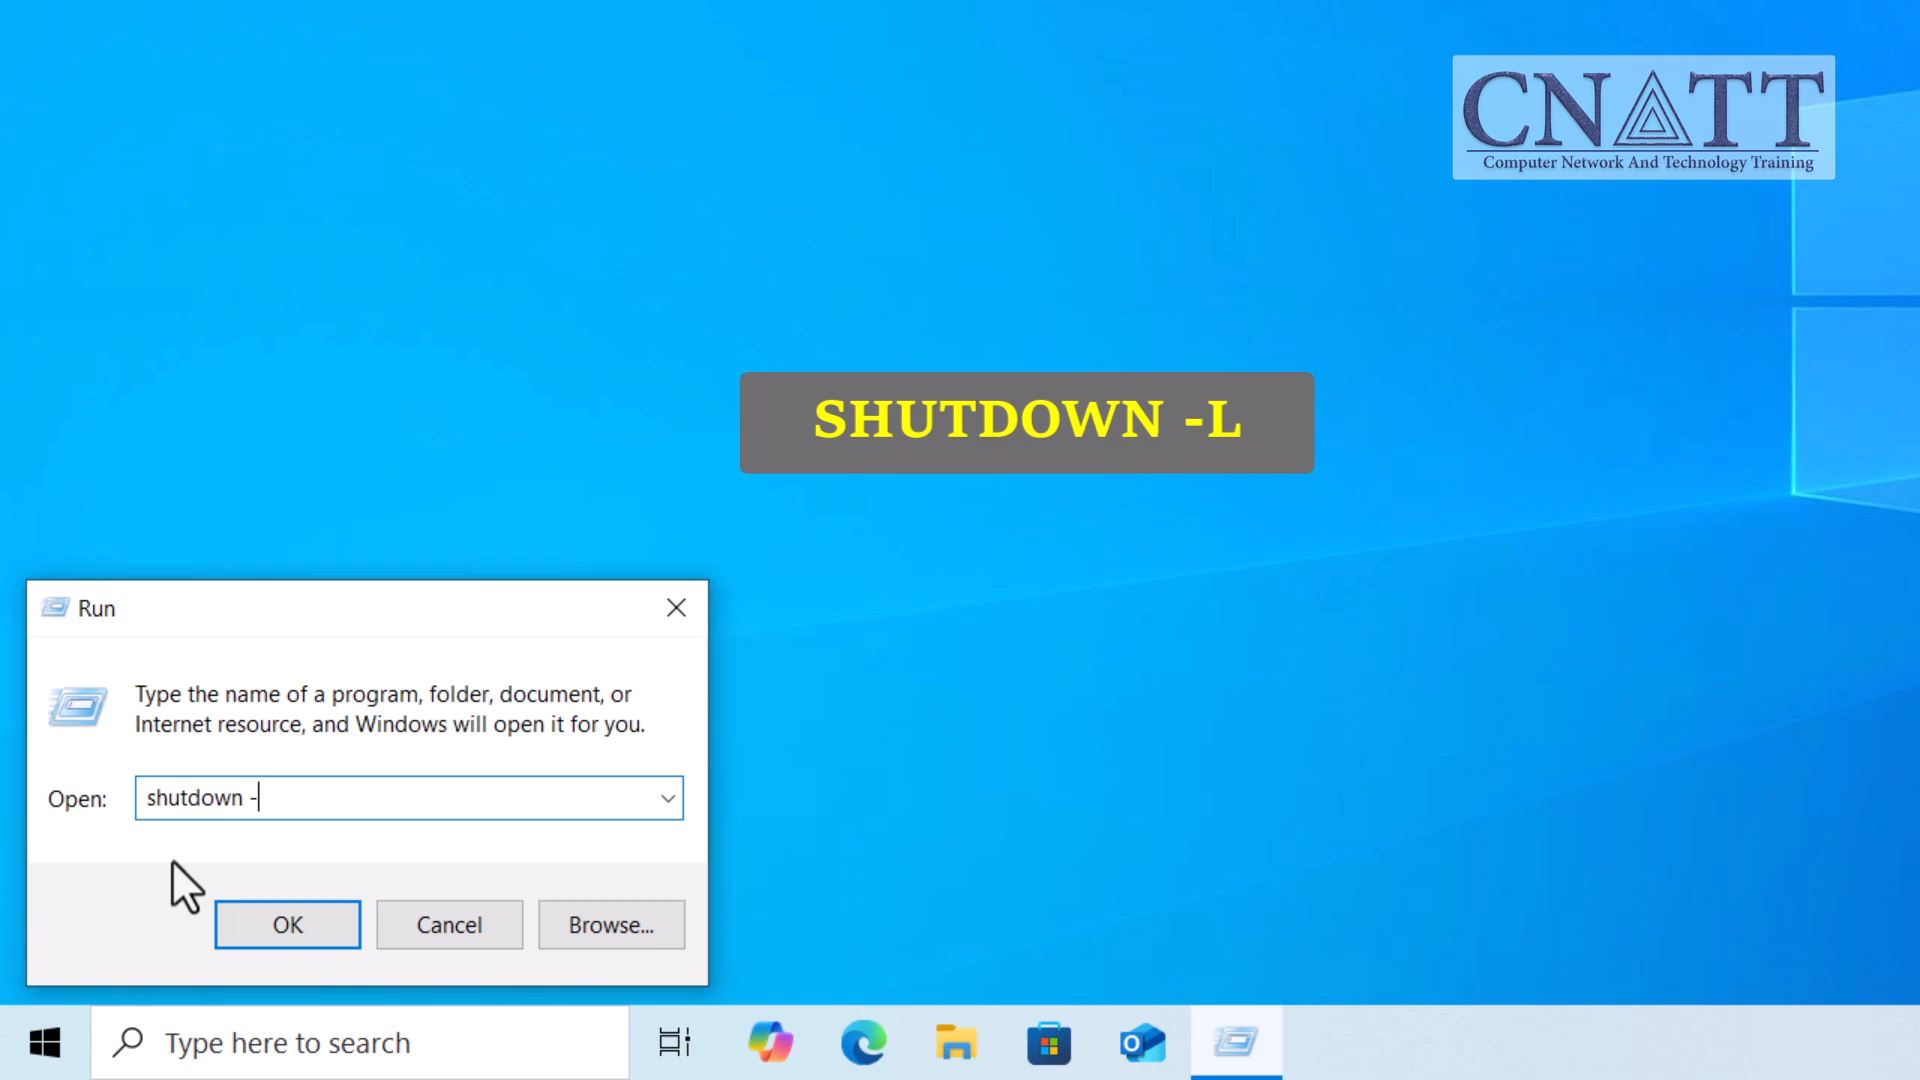 CNATT
Computer Network And Technology Training
SHUTDOWN -L
Run
Type the name of a program, folder, document, or
Internet resource, and Windows will open it for you.
Open:
shutdown -
OK
Cancel
Browse...
Type here to search